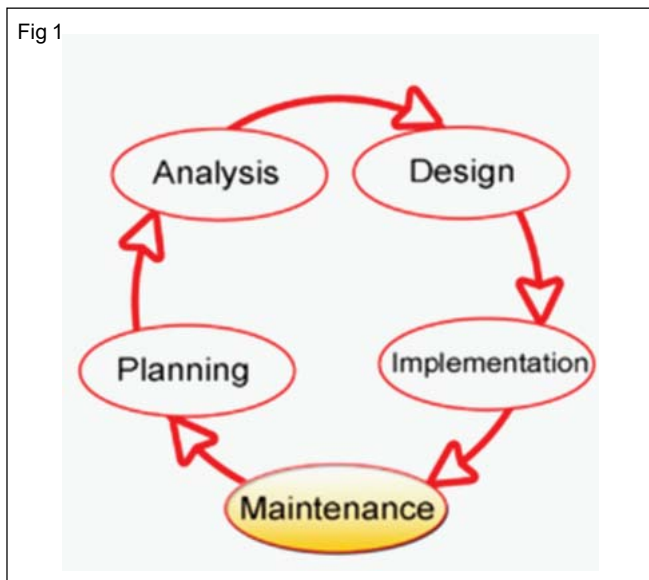 Fig 1
Analysis
Design
Planning
Implementation
Maintenance